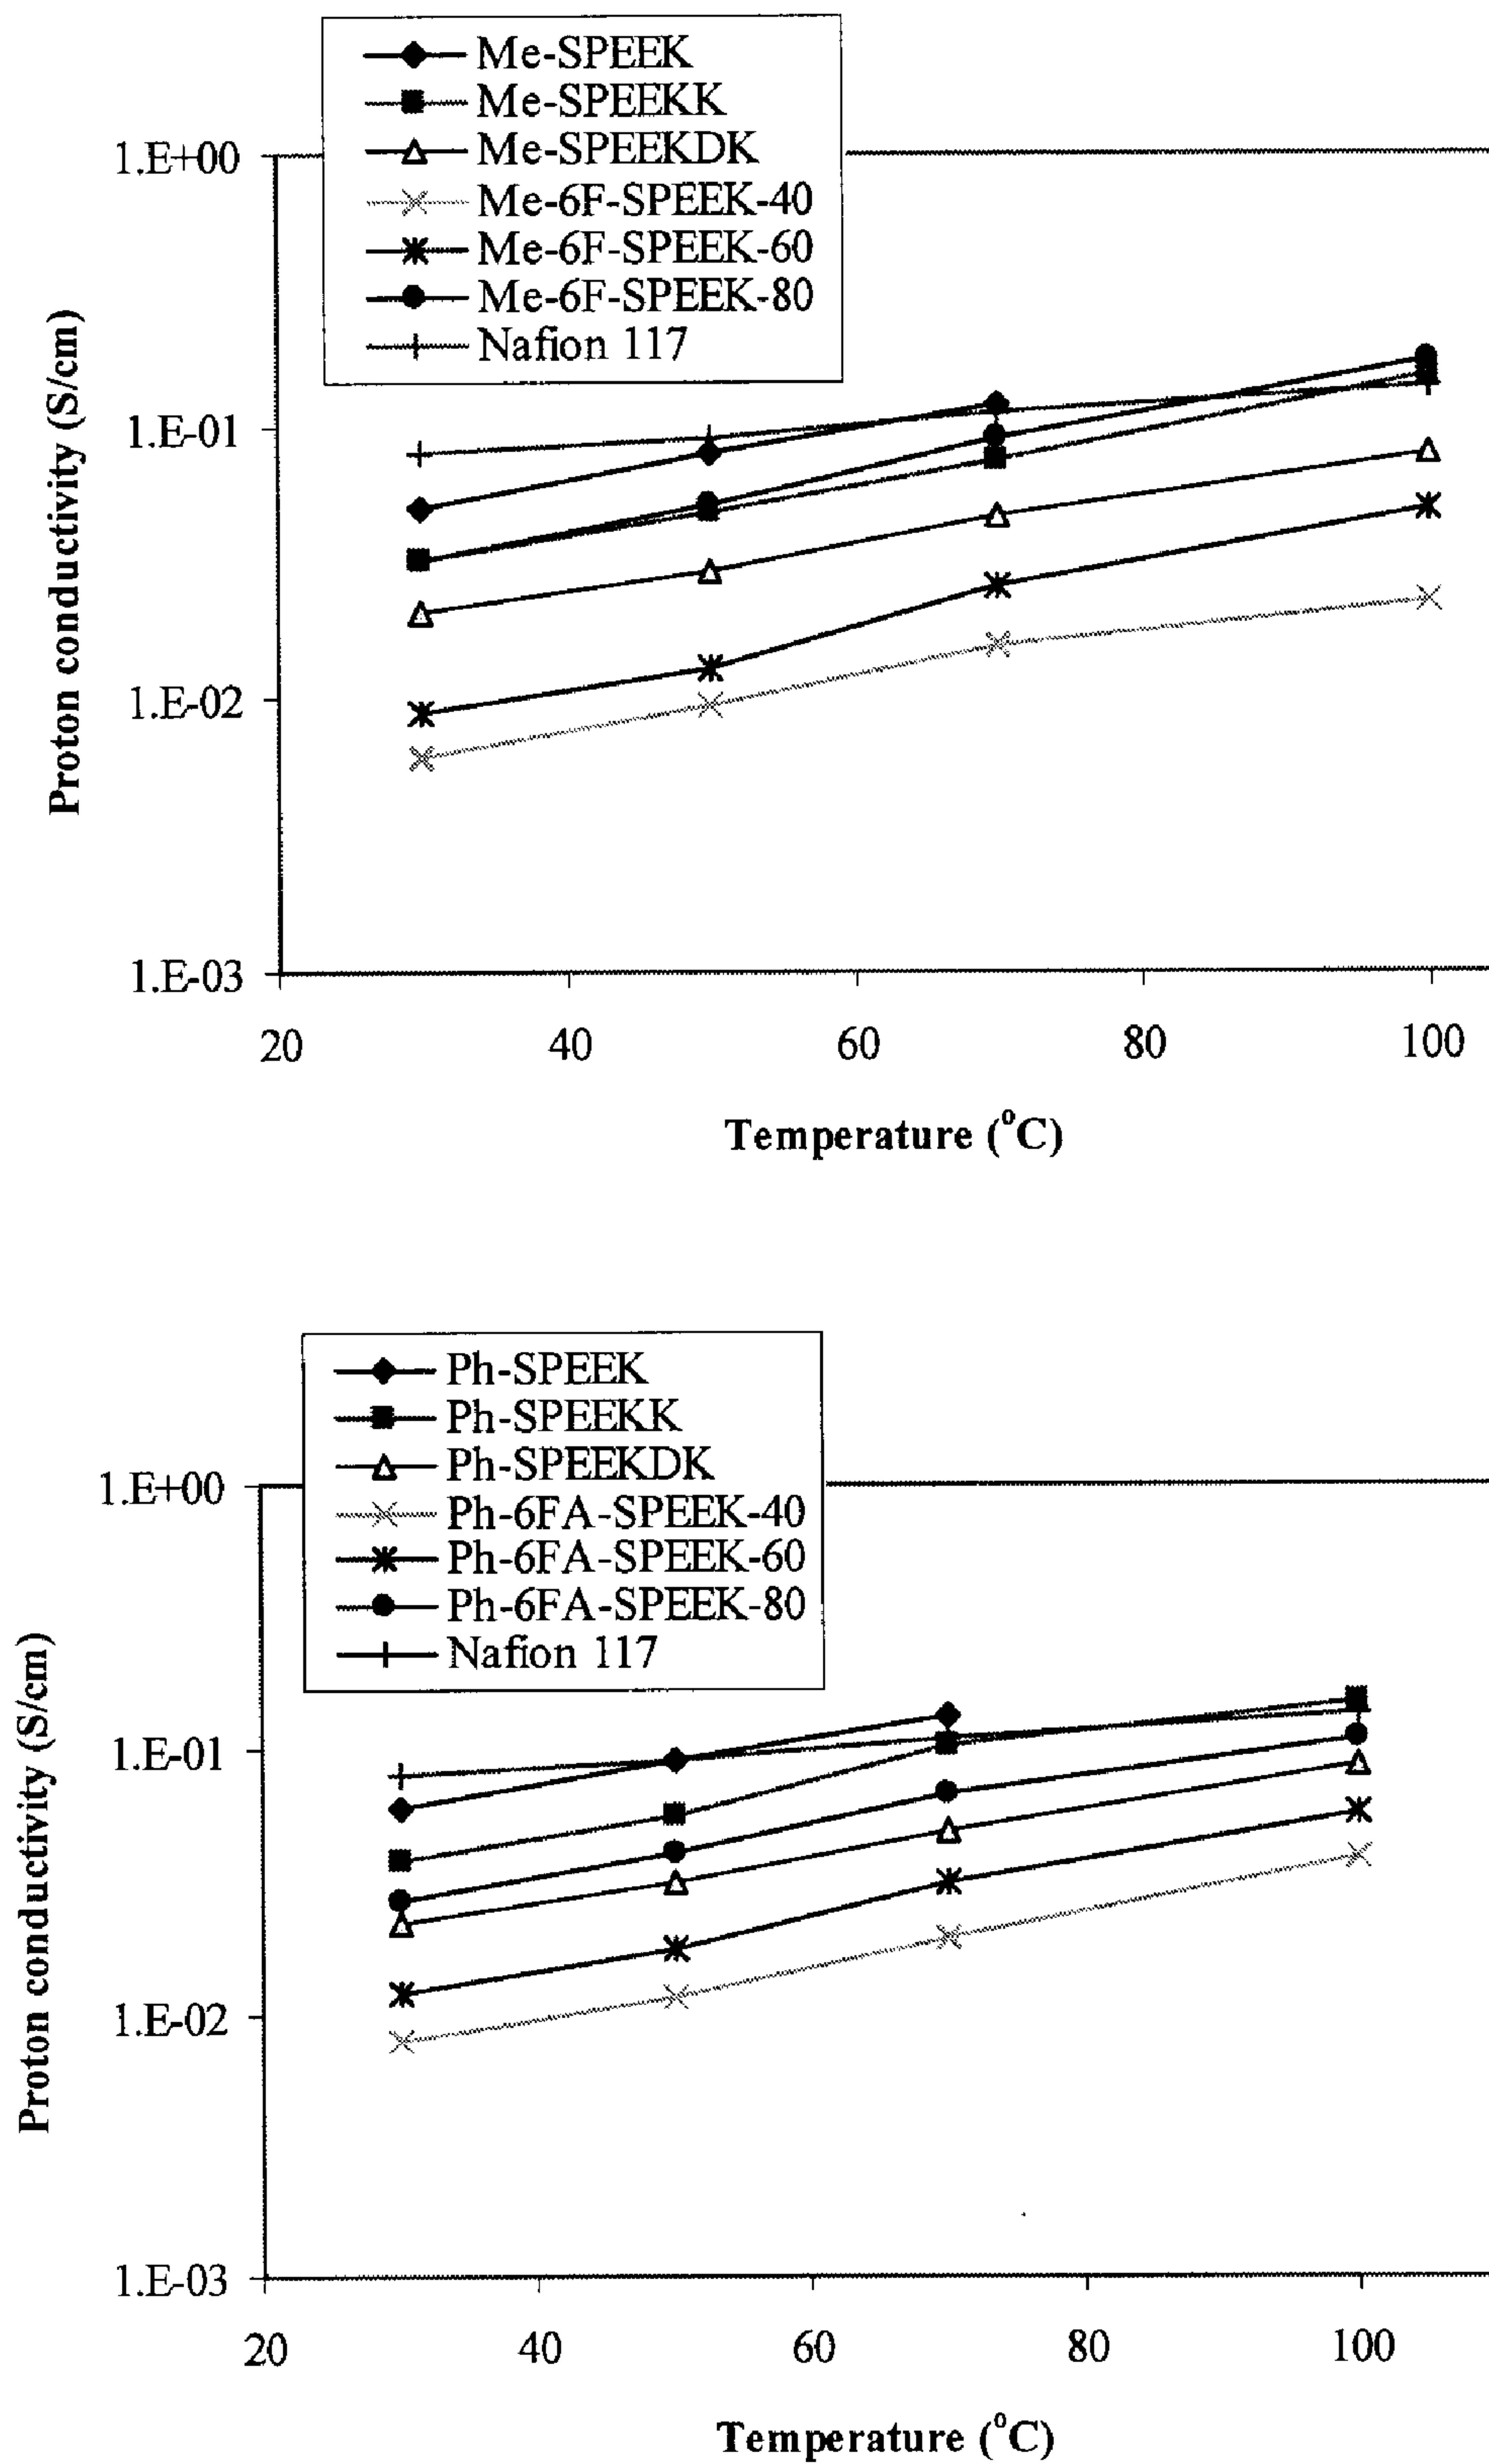 Me-SPEEK
Me-SPEEKK
Me-SPEEKDK
Me-6F-SPEEK-40
Me-6F-SPEEK-60
Me-6F-SPEEK-80
Nafion 117
1.E+00
1.E-01
1.E-02
1.E-03
Proton conductivity (S/cm)
20 40 60 80 100
Temperature (°C)
Ph-SPEEK
Ph-SPEEKK
Ph-SPEEKDK
Ph-6FA-SPEEK-40
Ph-6FA-SPEEK-60
Ph-6FA-SPEEK-80
Nafion 117
1.E+00
1.E-01
1.E-02
1.E-03
Proton conductivity (S/cm)
20 40 60 80 100
Temperature (°C)